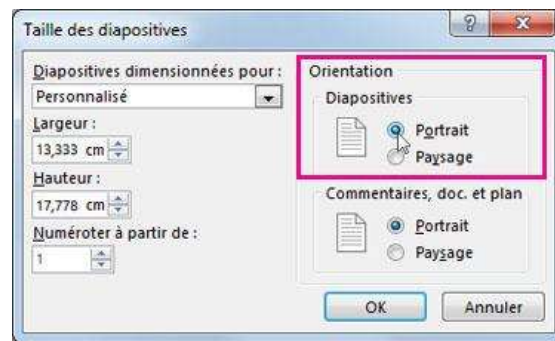 Taille des diapositives
Diapositives dimensionnées pour :
Personnalisé
Largeur :
13,333 cm
Hauteur :
17,778 cm
Numéroter à partir de :
1
Orientation
Diapositives
Portrait
Paysage
Commentaires, doc. et plan
Portrait
Paysage
OK
Annuler